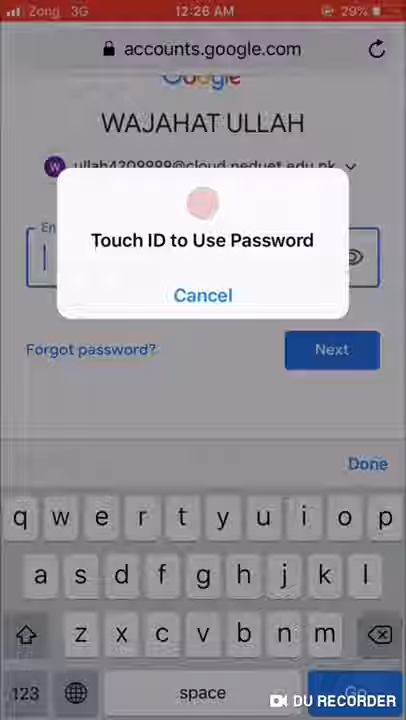 Zong 3G 12:26 AM 29%
accounts.google.com
Google
WAJAHAT ULLAH
W
Touch ID to Use Password
Cancel
Forgot password?
Next
Done
q w e r t y u i o p
a s d f g h j k l
z x c v b n m
123 space
DU RECORDER